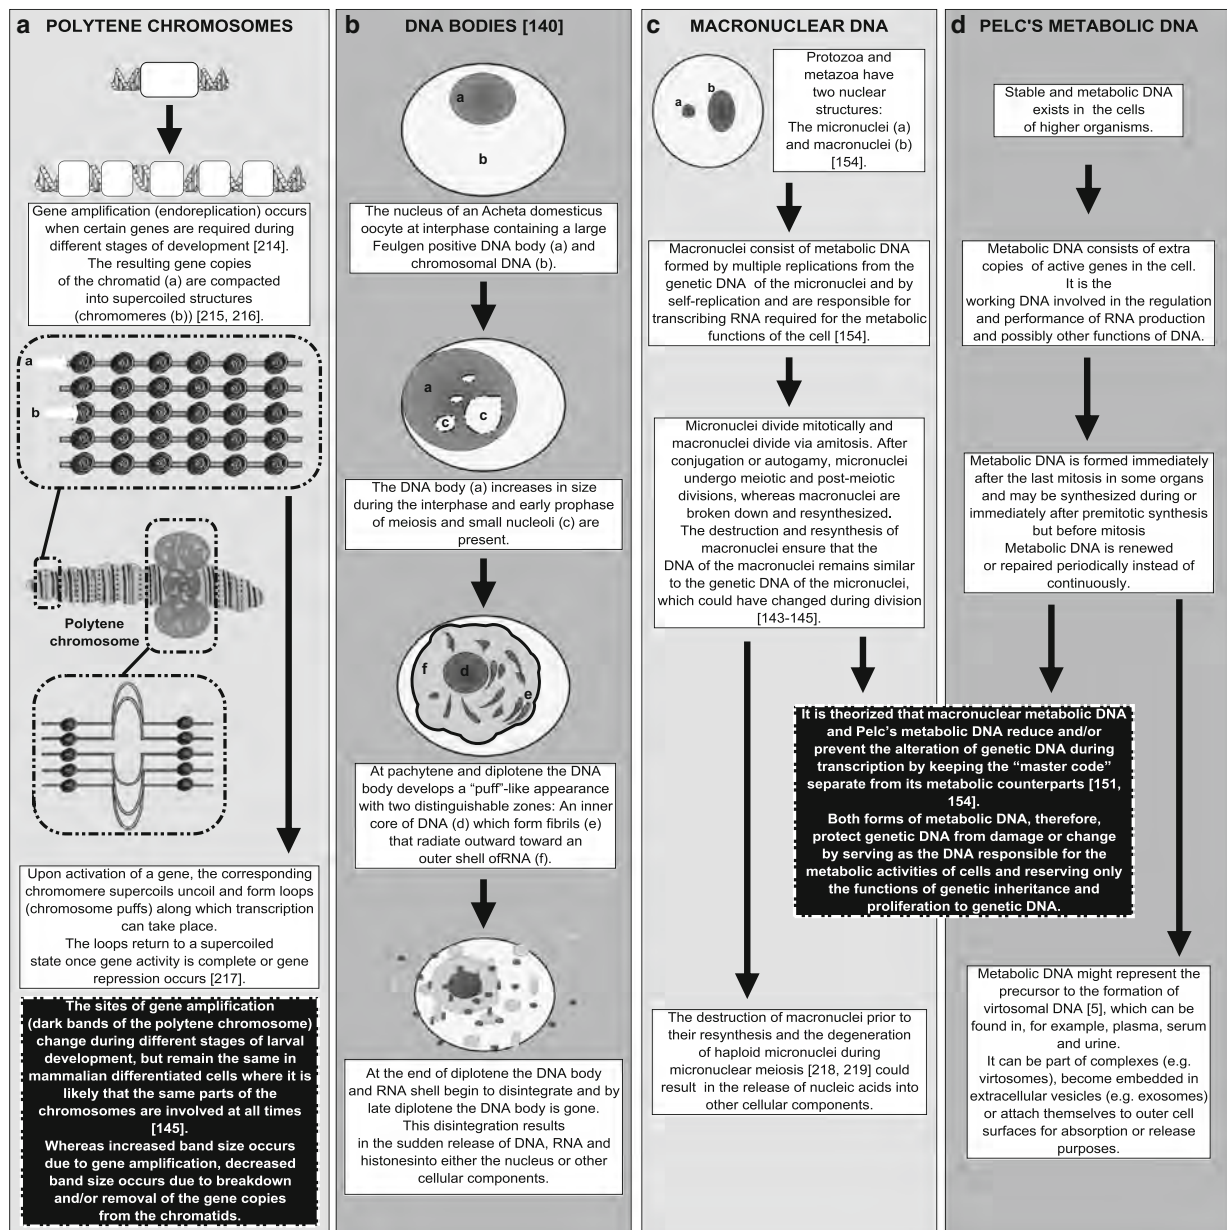 a POLYTENE CHROMOSOMES
Gene amplification (endoreplication) occurs
when certain genes are required during
different stages of development [214].
The resulting gene copies
of the chromatid (a) are compacted
into supercoiled structures
(chromomeres (b)) [215, 216].
a
b
Polytene
chromosome
Upon activation of a gene, the corresponding
chromomere supercoils uncoil and form loops
(chromosome puffs) along which transcription
can take place.
The loops return to a supercoiled
state once gene activity is complete or gene
repression occurs [217].
The sites of gene amplification
(dark bands of the polytene chromosome)
change during different stages of larval
development, but remain the same in
mammalian differentiated cells where it is
likely that the same parts of the
chromosomes are involved at all times
[145].
Whereas increased band size occurs
due to gene amplification, decreased
band size occurs due to breakdown
and/or removal of the gene copies
from the chromatids.
b DNA BODIES [140]
a
b
The nucleus of an Acheta domesticus
oocyte at interphase containing a large
Feulgen positive DNA body (a) and
chromosomal DNA (b).
a
c
c
The DNA body (a) increases in size
during the interphase and early prophase
of meiosis and small nucleoli (c) are
present.
f
d
e
At pachytene and diplotene the DNA
body develops a "puff"-like appearance
with two distinguishable zones: An inner
core of DNA (d) which form fibrils (e)
that radiate outward toward an
outer shell ofRNA (f).
At the end of diplotene the DNA body
and RNA shell begin to disintegrate and by
late diplotene the DNA body is gone.
This disintegration results
in the sudden release of DNA, RNA and
histonesinto either the nucleus or other
cellular components.
c MACRONUCLEAR DNA
a
b
Protozoa and
metazoa have
two nuclear
structures:
The micronuclei (a)
and macronuclei (b)
[154].
Macronuclei consist of metabolic DNA
formed by multiple replications from the
genetic DNA of the micronuclei and by
self-replication and are responsible for
transcribing RNA required for the metabolic
functions of the cell [154].
Micronuclei divide mitotically and
macronuclei divide via amitosis. After
conjugation or autogamy, micronuclei
undergo meiotic and post-meiotic
divisions, whereas macronuclei are
broken down and resynthesized.
The destruction and resynthesis of
macronuclei ensure that the
DNA of the macronuclei remains similar
to the genetic DNA of the micronuclei,
which could have changed during division
[143-145].
The destruction of macronuclei prior to
their resynthesis and the degeneration
of haploid micronuclei during
micronuclear meiosis [218, 219] could
result in the release of nucleic acids into
other cellular components.
d PELC'S METABOLIC DNA
Stable and metabolic DNA
exists in the cells
of higher organisms.
Metabolic DNA consists of extra
copies of active genes in the cell.
It is the
working DNA involved in the regulation
and performance of RNA production
and possibly other functions of DNA.
Metabolic DNA is formed immediately
after the last mitosis in some organs
and may be synthesized during or
immediately after premitotic synthesis
but before mitosis
Metabolic DNA is renewed
or repaired periodically instead of
continuously.
It is theorized that macronuclear metabolic DNA
and Pelc's metabolic DNA reduce and/or
prevent the alteration of genetic DNA during
transcription by keeping the "master code"
separate from its metabolic counterparts [151,
154].
Both forms of metabolic DNA, therefore,
protect genetic DNA from damage or change
by serving as the DNA responsible for the
metabolic activities of cells and reserving only
the functions of genetic inheritance and
proliferation to genetic DNA.
Metabolic DNA might represent the
precursor to the formation of
virtosomal DNA [5], which can be
found in, for example, plasma, serum
and urine.
It can be part of complexes (e.g.
virtosomes), become embedded in
extracellular vesicles (e.g. exosomes)
or attach themselves to outer cell
surfaces for absorption or release
purposes.